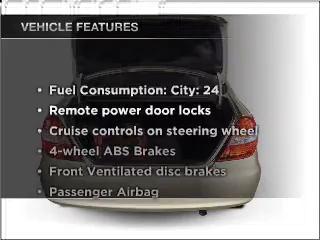 VEHICLE FEATURES
• Fuel Consumption: City: 24
• Remote power door locks
• Cruise controls on steering wheel
• 4-wheel ABS Brakes
• Front Ventilated disc brakes
• Passenger Airbag